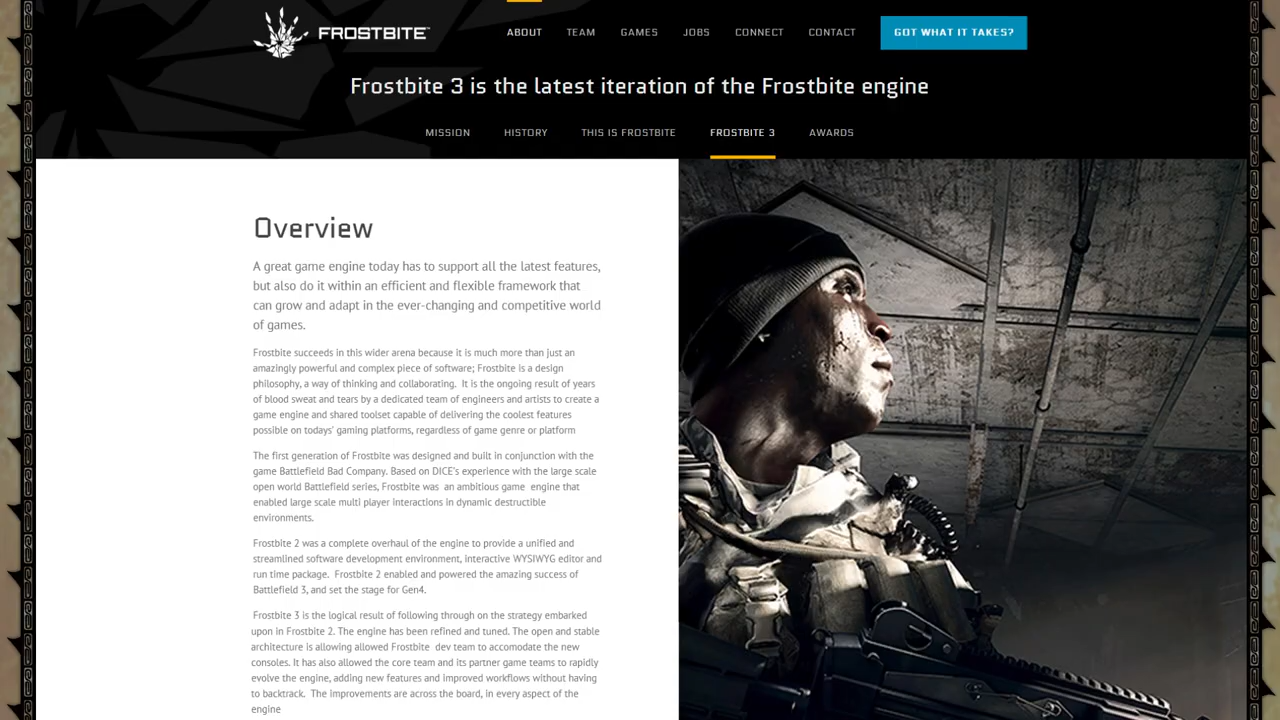 FROSTBITE™
ABOUT TEAM GAMES JOBS CONNECT CONTACT GOT WHAT IT TAKES?
Frostbite 3 is the latest iteration of the Frostbite engine
MISSION HISTORY THIS IS FROSTBITE FROSTBITE 3 AWARDS
Overview
A great game engine today has to support all the latest features,
but also do it within an efficient and flexible framework that
can grow and adapt in the ever-changing and competitive world
of games.
Frostbite succeeds in this wider arena because it is much more than just an
amazingly powerful and complex piece of software; Frostbite is a design
philosophy, a way of thinking and collaborating. It is the ongoing result of years
of blood sweat and tears by a dedicated team of engineers and artists to create a
game engine and shared toolset capable of delivering the coolest features
possible on todays' gaming platforms, regardless of game genre or platform
The first generation of Frostbite was designed and built in conjunction with the
game Battlefield Bad Company. Based on DICE's experience with the large scale
open world Battlefield series, Frostbite was an ambitious game engine that
enabled large scale multi player interactions in dynamic destructible
environments.
Frostbite 2 was a complete overhaul of the engine to provide a unified and
streamlined software development environment, interactive WYSIWYG editor and
run time package. Frostbite 2 enabled and powered the amazing success of
Battlefield 3, and set the stage for Gen4.
Frostbite 3 is the logical result of following through on the strategy embarked
upon in Frostbite 2. The engine has been refined and tuned. The open and stable
architecture is allowing allowed Frostbite dev team to accomodate the new
consoles. It has also allowed the core team and its partner game teams to rapidly
evolve the engine, adding new features and improved workflows without having
to backtrack. The improvements are across the board, in every aspect of the
engine